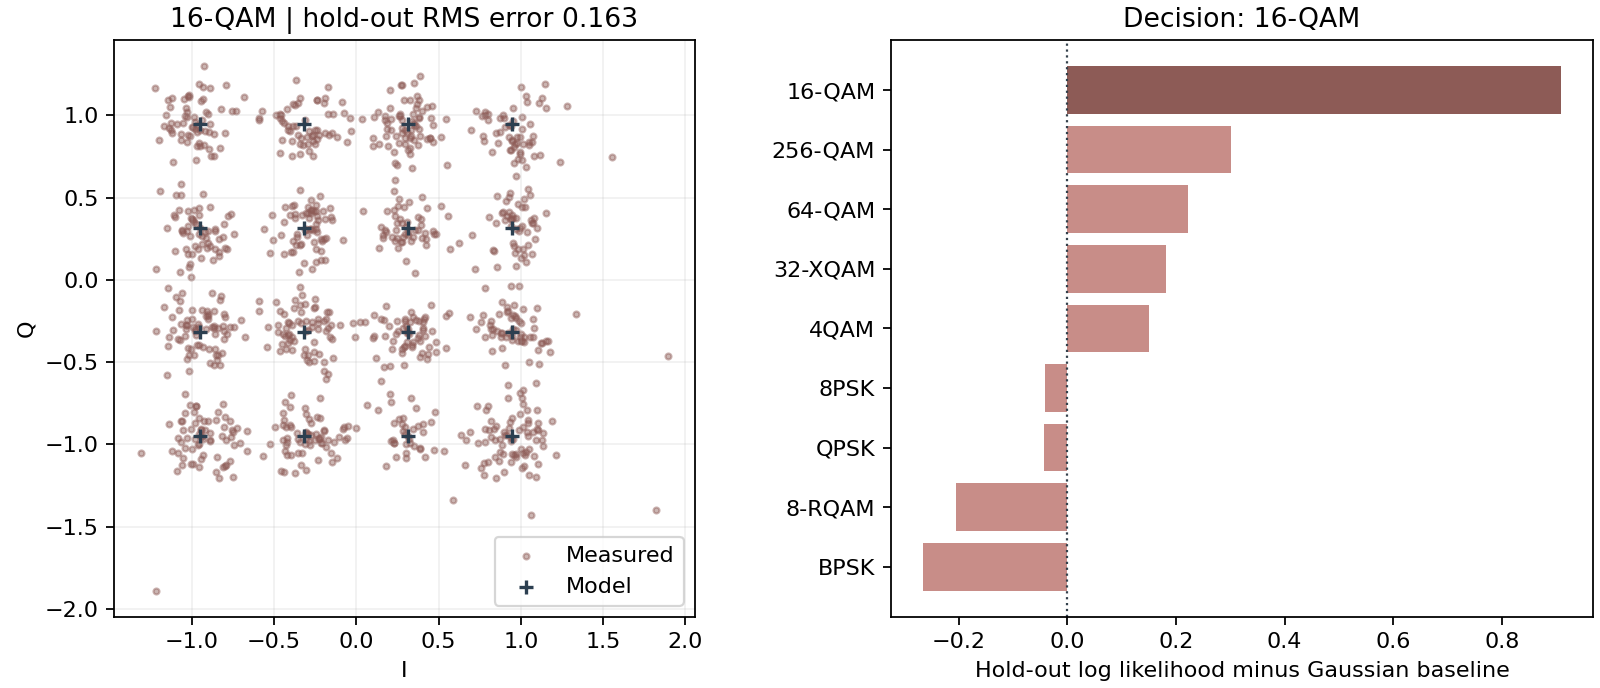 16-QAM | hold-out RMS error 0.163
1.0
0.5
0.0
−0.5
−1.0
−1.5
−2.0
Q
−1.0 −0.5 0.0 0.5 1.0 1.5 2.0
I
Measured
Model
Decision: 16-QAM
16-QAM
256-QAM
64-QAM
32-XQAM
4QAM
8PSK
QPSK
8-RQAM
BPSK
−0.2 0.0 0.2 0.4 0.6 0.8
Hold-out log likelihood minus Gaussian baseline